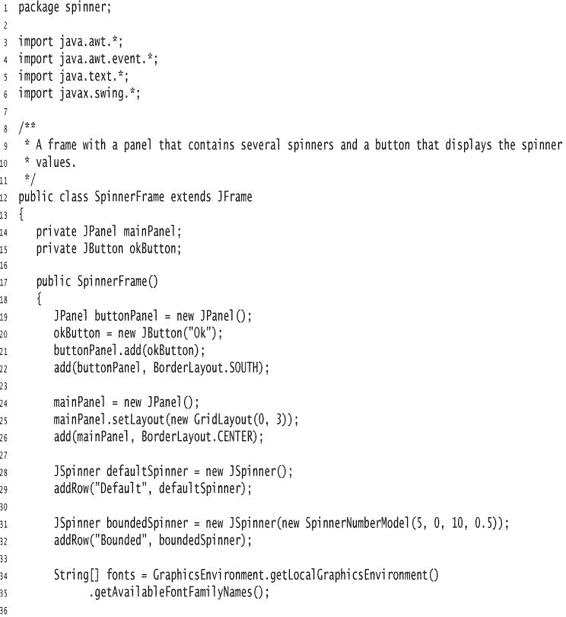 1 package spinner;
2
3 import java.awt.*;
4 import java.awt.event.*;
5 import java.text.*;
6 import javax.swing.*;
7
8 /**
9  * A frame with a panel that contains several spinners and a button that displays the spinner
10  * values.
11  */
12 public class SpinnerFrame extends JFrame
13 {
14    private JPanel mainPanel;
15    private JButton okButton;
16
17    public SpinnerFrame()
18    {
19       JPanel buttonPanel = new JPanel();
20       okButton = new JButton("Ok");
21       buttonPanel.add(okButton);
22       add(buttonPanel, BorderLayout.SOUTH);
23
24       mainPanel = new JPanel();
25       mainPanel.setLayout(new GridLayout(0, 3));
26       add(mainPanel, BorderLayout.CENTER);
27
28       JSpinner defaultSpinner = new JSpinner();
29       addRow("Default", defaultSpinner);
30
31       JSpinner boundedSpinner = new JSpinner(new SpinnerNumberModel(5, 0, 10, 0.5));
32       addRow("Bounded", boundedSpinner);
33
34       String[] fonts = GraphicsEnvironment.getLocalGraphicsEnvironment()
35             .getAvailableFontFamilyNames();
36